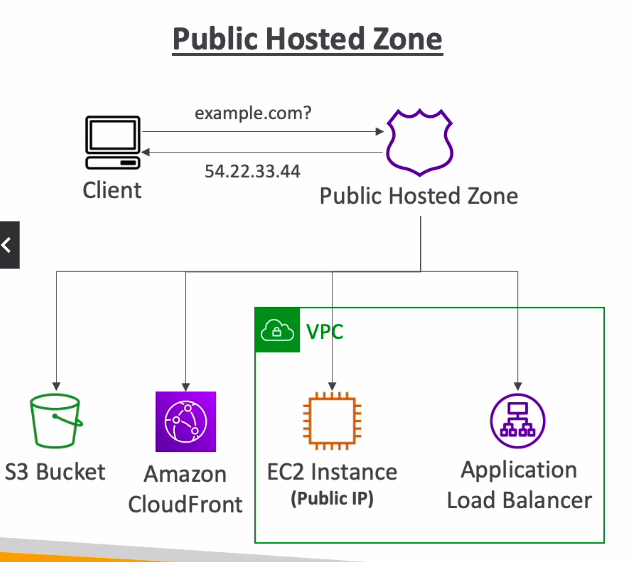 Public Hosted Zone
example.com?
54.22.33.44
Client
Public Hosted Zone
VPC
S3 Bucket
Amazon
CloudFront
EC2 Instance
(Public IP)
Application
Load Balancer